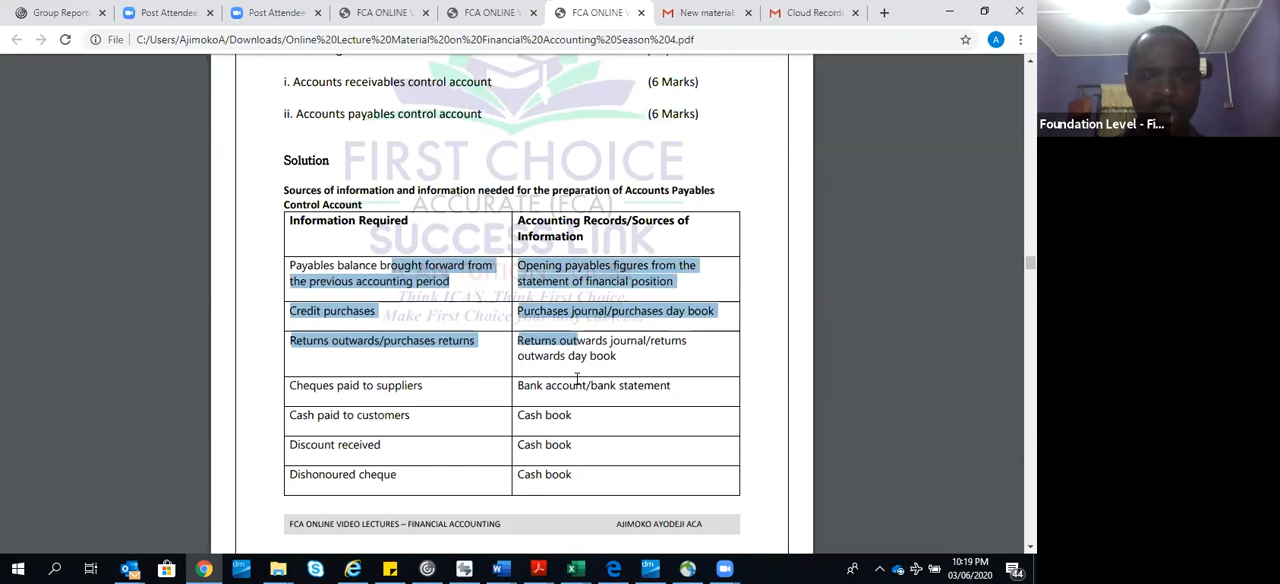 Group Reporti
Post Attendee
Post Attendee
FCA ONLINE V
FCA ONLINE V
FCA ONLINE V
New material
Cloud Recordi
File
C:/Users/AjimokoA/Downloads/Online%20Lecture%20Material%20on%20Financial%20Accounting%20Season%204.pdf
A
i. Accounts receivables control account (6 Marks)
ii. Accounts payables control account (6 Marks)
Foundation Level - Fi...
Solution
FIRST CHOICE
Sources of information and information needed for the preparation of Accounts Payables
Control Account
ACCURATE (FCA)
SUCCESS LINK
Information Required
Accounting Records/Sources of
Information
Payables balance brought forward from
the previous accounting period
Opening payables figures from the
statement of financial position
Think ICAN, Think First Choice,
Credit purchases
Purchases journal/purchases day book
Make First Choice your
Returns outwards/purchases returns
Returns outwards journal/returns
outwards day book
Cheques paid to suppliers
Bank account/bank statement
Cash paid to customers
Cash book
Discount received
Cash book
Dishonoured cheque
Cash book
FCA ONLINE VIDEO LECTURES – FINANCIAL ACCOUNTING
AJIMOKO AYODEJI ACA
10:19 PM
03/06/2020
44